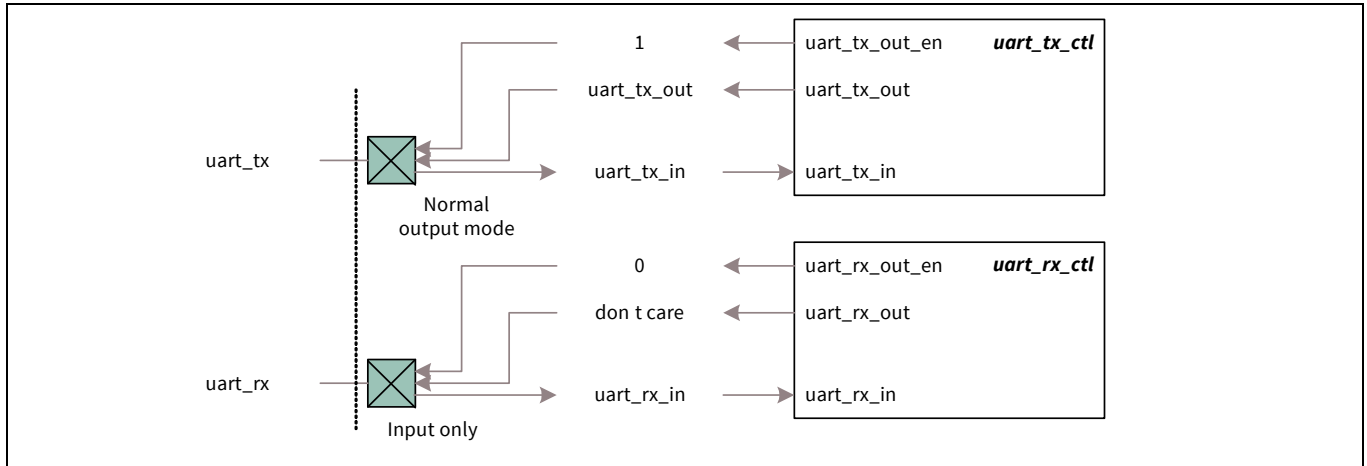 1 uart_tx_out_en uart_tx_ctl
uart_tx_out uart_tx_out
uart_tx uart_tx_in uart_tx_in
Normal
output mode
0 uart_rx_out_en uart_rx_ctl
don t care uart_rx_out
uart_rx uart_rx_in uart_rx_in
Input only